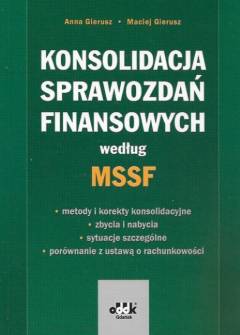 Anna Gierusz • Maciej Gierusz
KONSOLIDACJA
SPRAWOZDAŃ
FINANSOWYCH
według
MSSF
• metody i korekty konsolidacyjne
• zbycia i nabycia
• sytuacje szczególne
• porównanie z ustawą o rachunkowości
oddk
Gdańsk